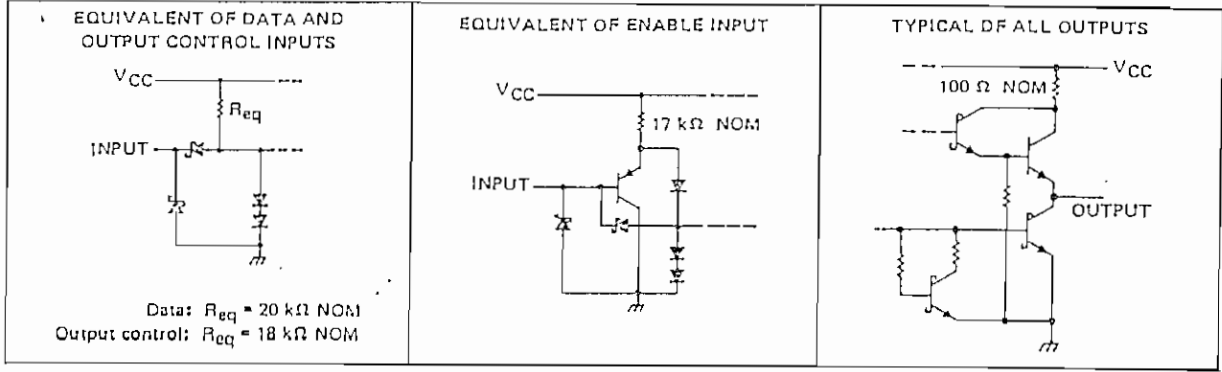 EQUIVALENT OF DATA AND
OUTPUT CONTROL INPUTS
VCC
Req
INPUT
Data: Req = 20 kΩ NOM
Output control: Req = 18 kΩ NOM
EQUIVALENT OF ENABLE INPUT
VCC
17 kΩ NOM
INPUT
TYPICAL OF ALL OUTPUTS
VCC
100 Ω NOM
OUTPUT